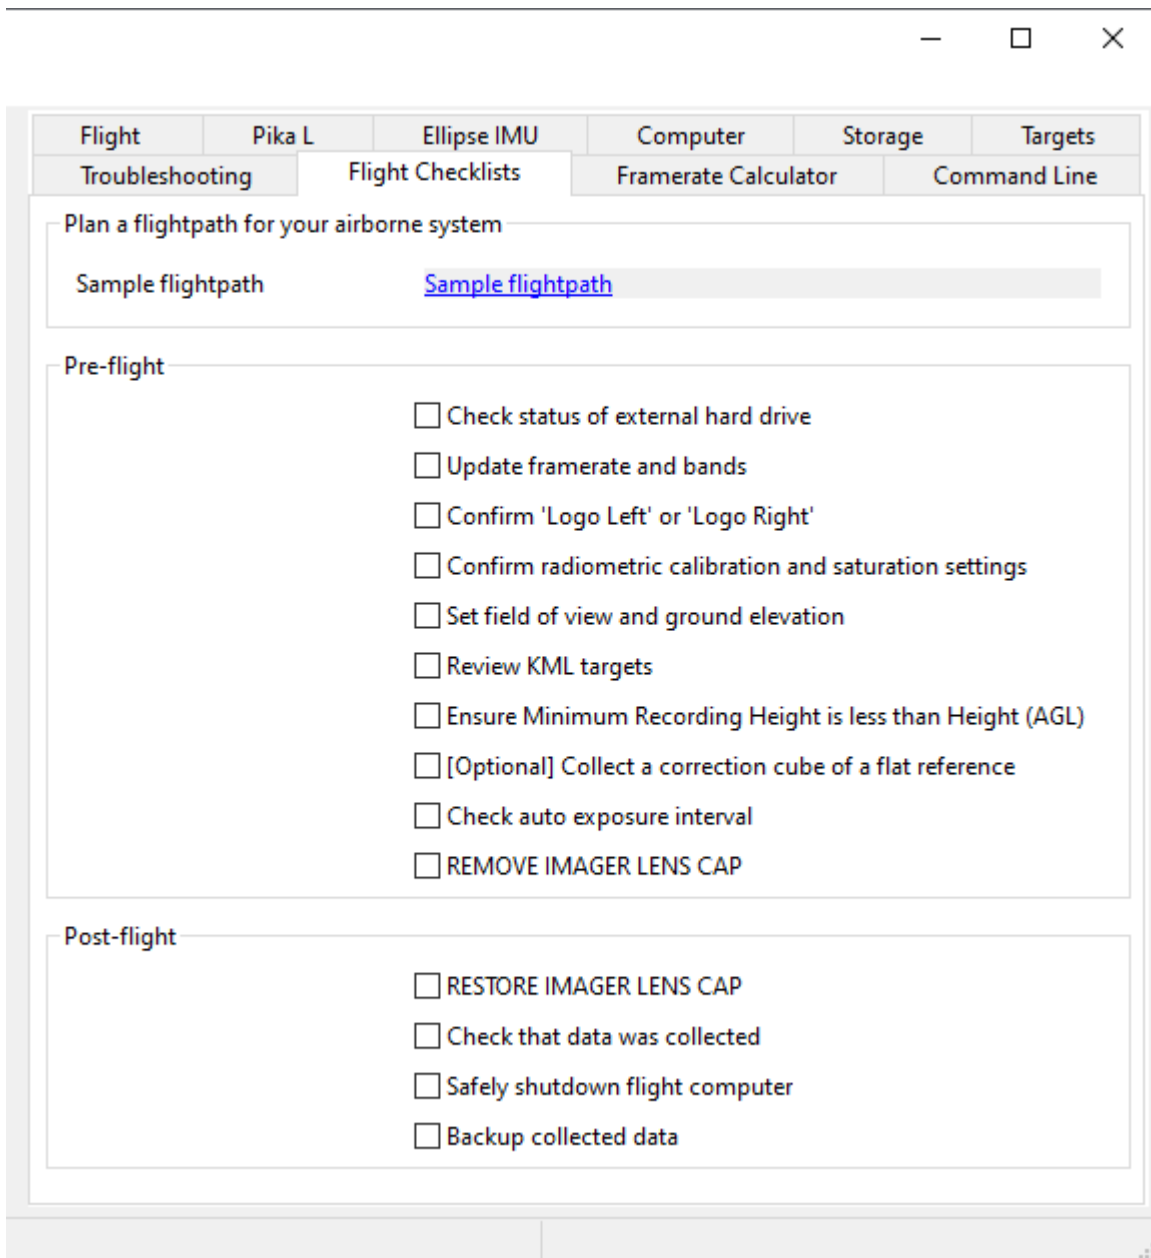 Flight Pika L Ellipse IMU Computer Storage Targets
Troubleshooting Flight Checklists Framerate Calculator Command Line
Plan a flightpath for your airborne system
Sample flightpath Sample flightpath
Pre-flight
Check status of external hard drive
Update framerate and bands
Confirm 'Logo Left' or 'Logo Right'
Confirm radiometric calibration and saturation settings
Set field of view and ground elevation
Review KML targets
Ensure Minimum Recording Height is less than Height (AGL)
[Optional] Collect a correction cube of a flat reference
Check auto exposure interval
REMOVE IMAGER LENS CAP
Post-flight
RESTORE IMAGER LENS CAP
Check that data was collected
Safely shutdown flight computer
Backup collected data